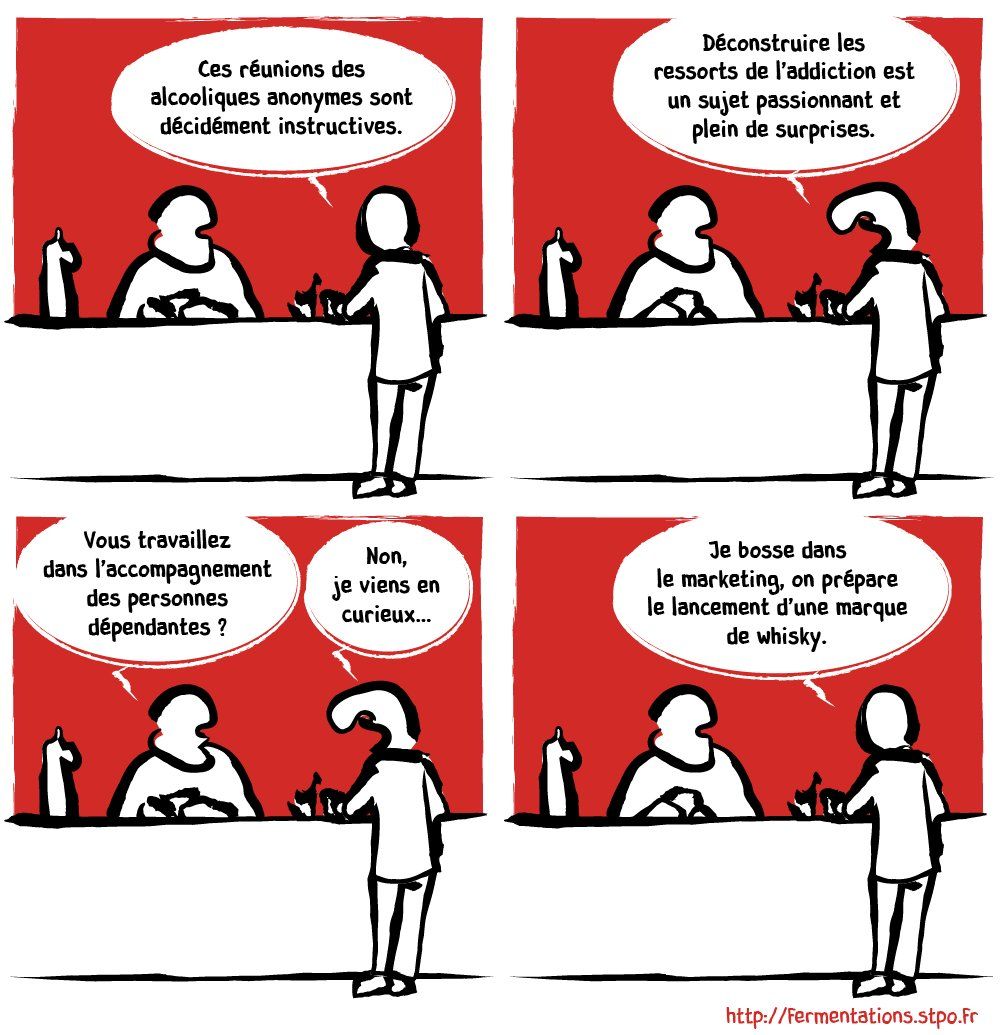 Ces réunions des
alcooliques anonymes sont
décidément instructives.
Déconstruire les
ressorts de l'addiction est
un sujet passionnant et
plein de surprises.
Vous travaillez
dans l'accompagnement
des personnes
dépendantes ?
Non,
je viens en
curieux...
Je bosse dans
le marketing, on prépare
le lancement d'une marque
de whisky.
http://fermentations.stpo.fr